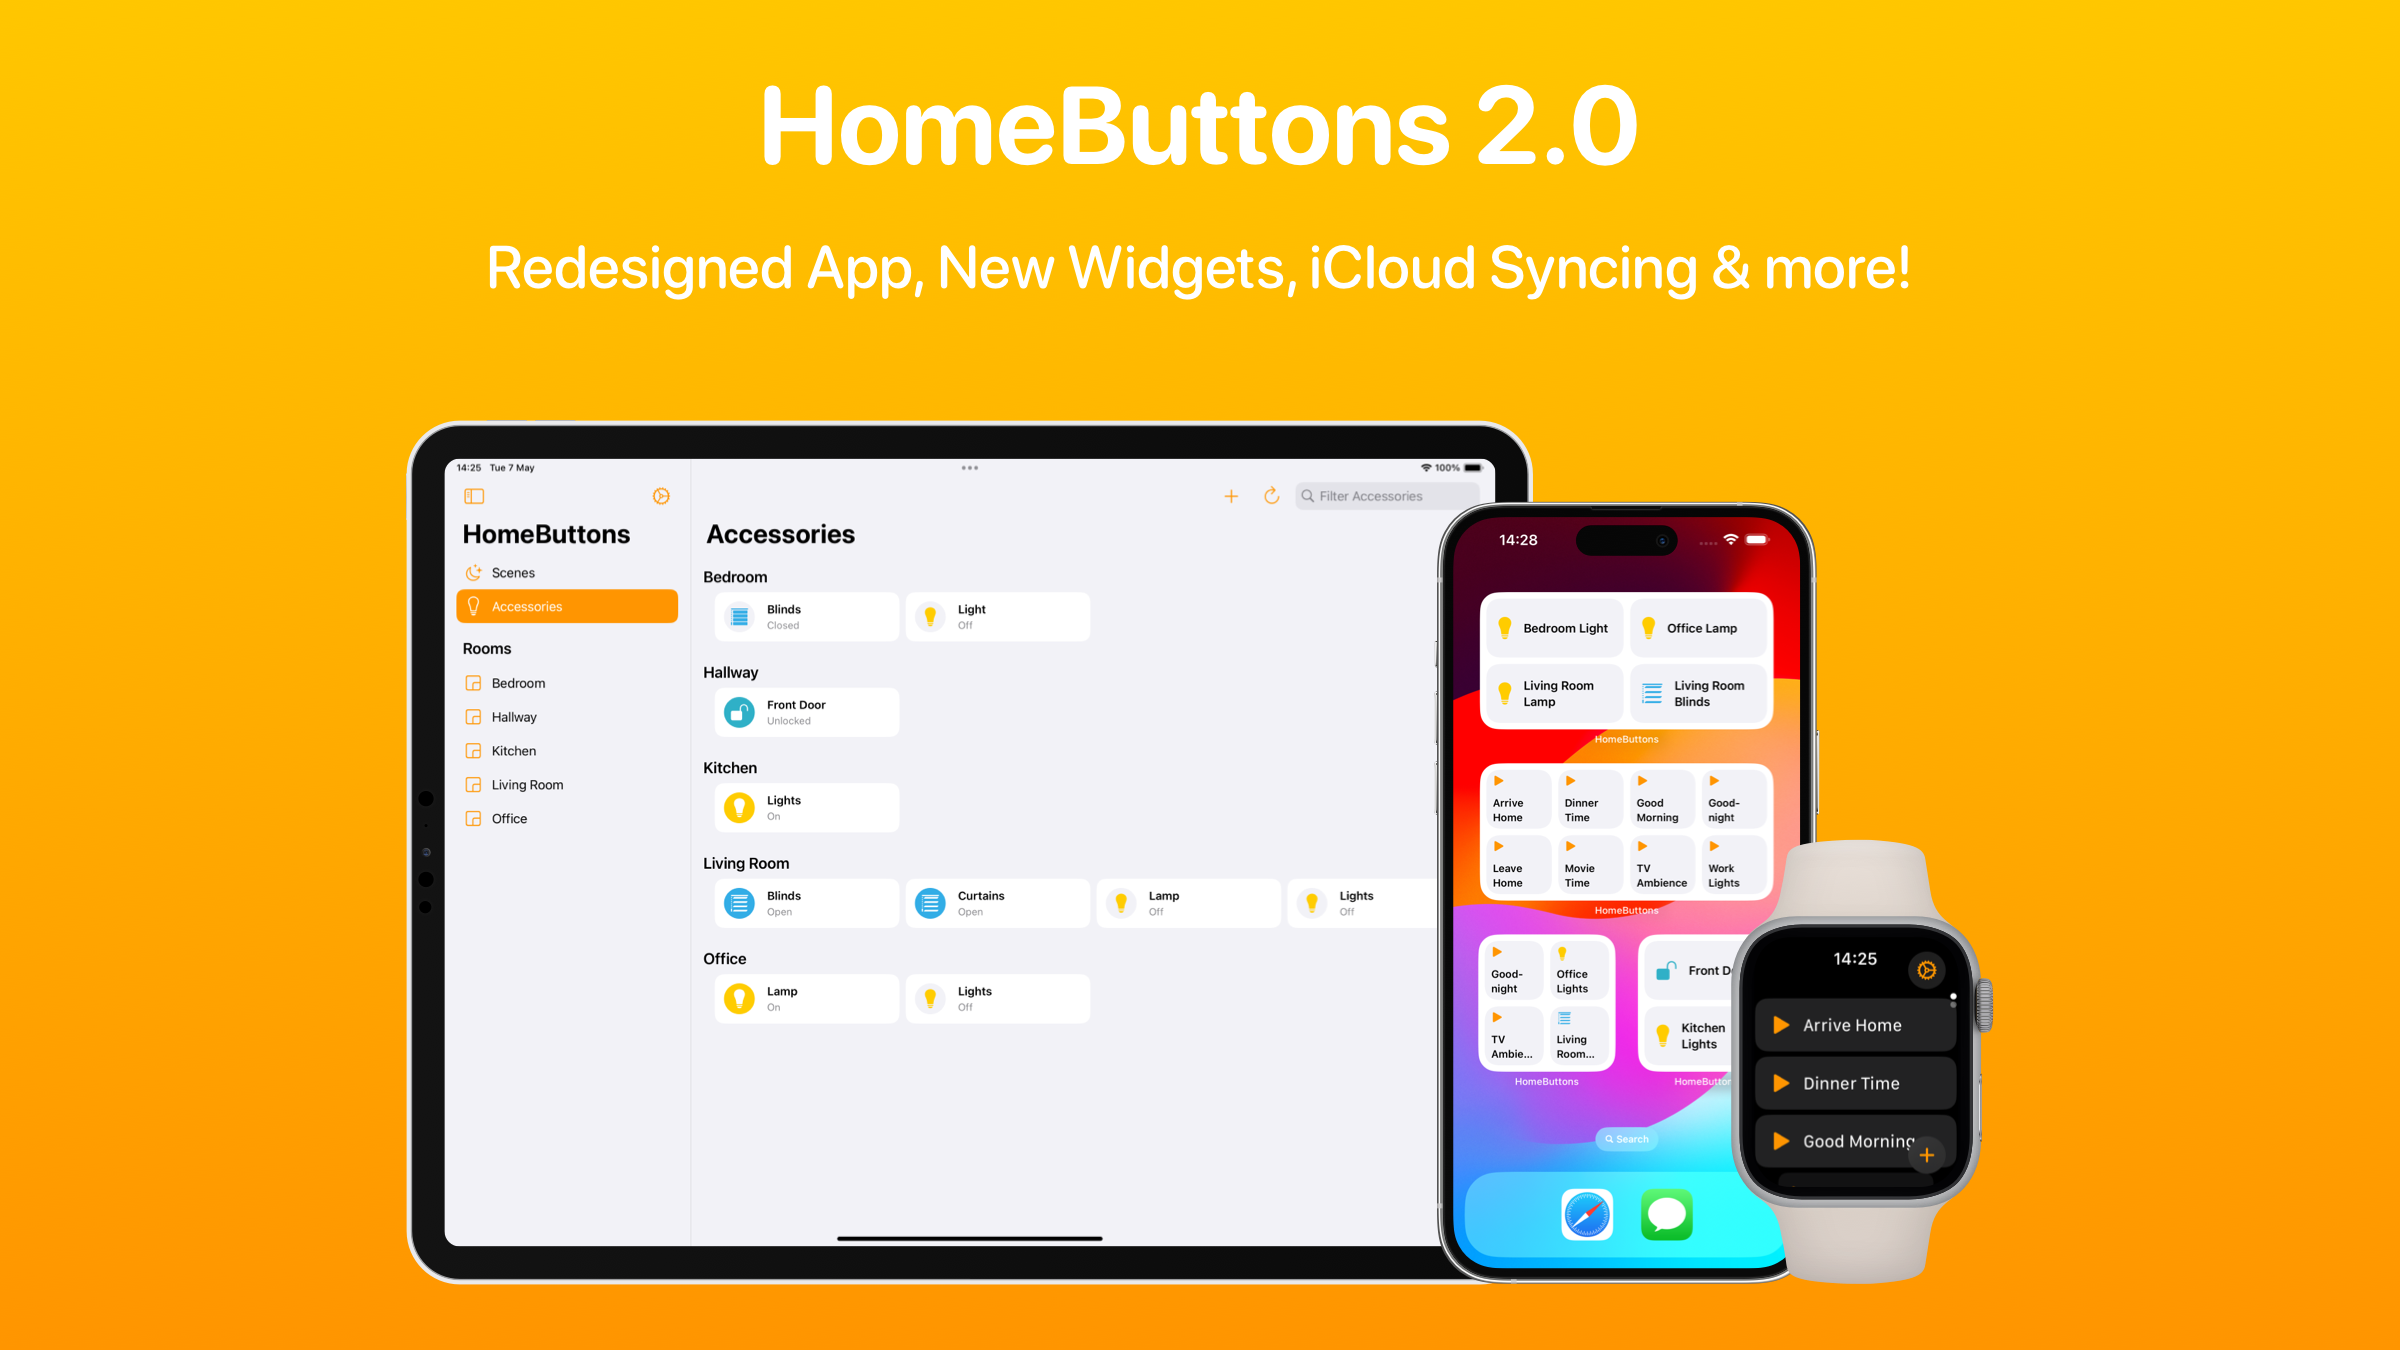 HomeButtons 2.0
Redesigned App, New Widgets, iCloud Syncing & more!
14:25 Tue 7 May
100%
Filter Accessories
HomeButtons
Scenes
Accessories
Rooms
Bedroom
Hallway
Kitchen
Living Room
Office
Accessories
Bedroom
Blinds
Closed
Light
Off
Hallway
Front Door
Unlocked
Kitchen
Lights
On
Living Room
Blinds
Open
Curtains
Open
Lamp
Off
Lights
Off
Office
Lamp
On
Lights
Off
14:28
Bedroom Light
Office Lamp
Living Room
Lamp
Living Room
Blinds
HomeButtons
Arrive
Home
Dinner
Time
Good
Morning
Good-
night
Leave
Home
Movie
Time
TV
Ambience
Work
Lights
HomeButtons
Good-
night
Office
Lights
TV
Ambie...
Living
Room...
HomeButtons
Front D
Kitchen
Lights
HomeButton
Search
14:25
Arrive Home
Dinner Time
Good Morning